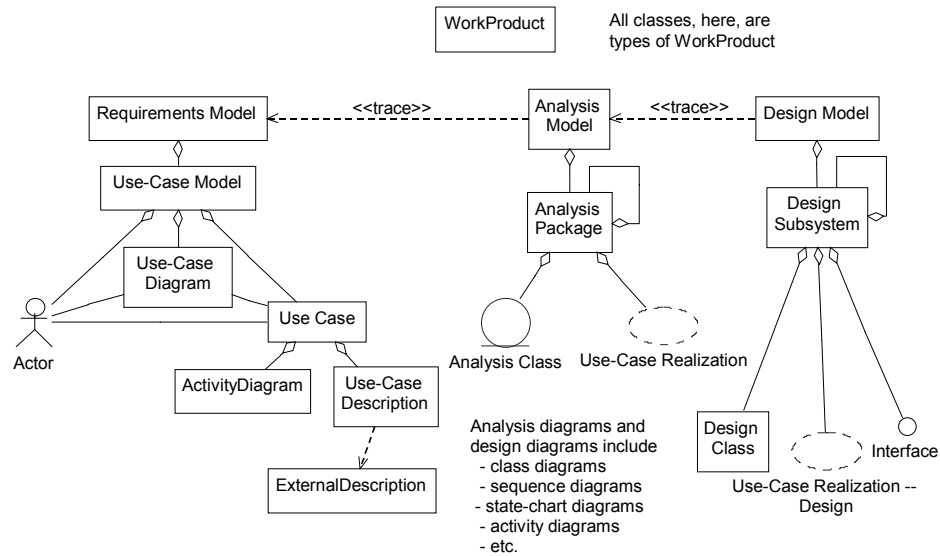 WorkProduct
All classes, here, are
types of WorkProduct
Requirements Model
<<trace>>
Analysis
Model
<<trace>>
Design Model
Use-Case Model
Analysis
Package
Design
Subsystem
Use-Case
Diagram
Use Case
Actor
Analysis Class
Use-Case Realization
ActivityDiagram
Use-Case
Description
Design
Class
Interface
Use-Case Realization --
Design
ExternalDescription
Analysis diagrams and
design diagrams include
- class diagrams
- sequence diagrams
- state-chart diagrams
- activity diagrams
- etc.